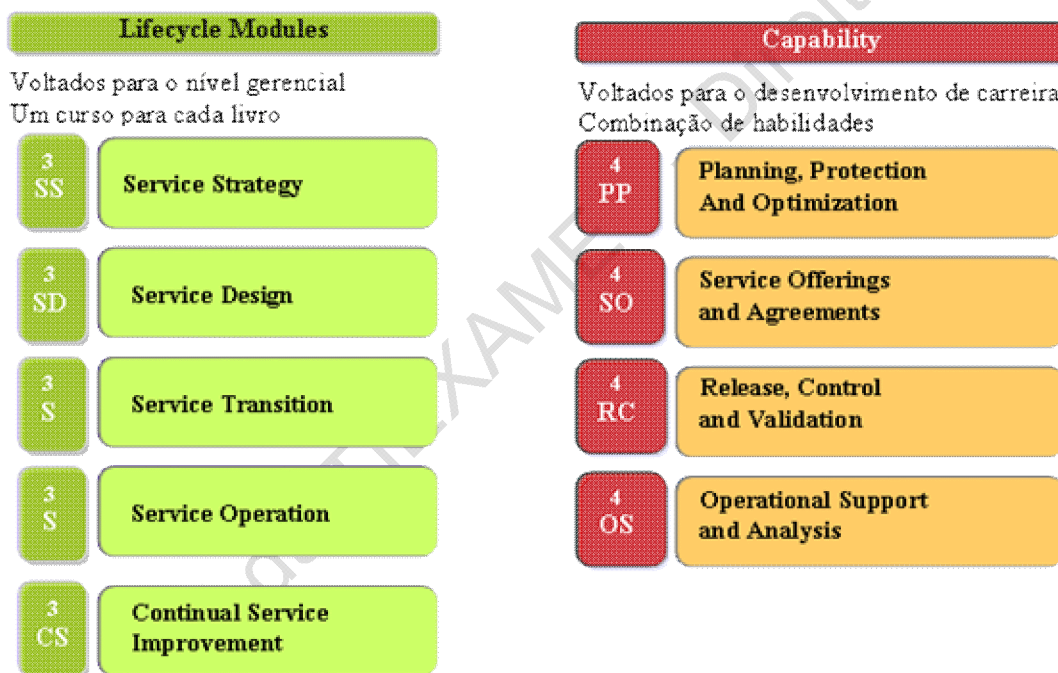 Lifecycle Modules
Voltados para o nível gerencial
Um curso para cada livro
3
SS
Service Strategy
3
SD
Service Design
3
S
Service Transition
3
S
Service Operation
3
CS
Continual Service
Improvement
Capability
Voltados para o desenvolvimento de carreira
Combinação de habilidades
4
PP
Planning, Protection
And Optimization
4
SO
Service Offerings
and Agreements
4
RC
Release, Control
and Validation
4
OS
Operational Support
and Analysis